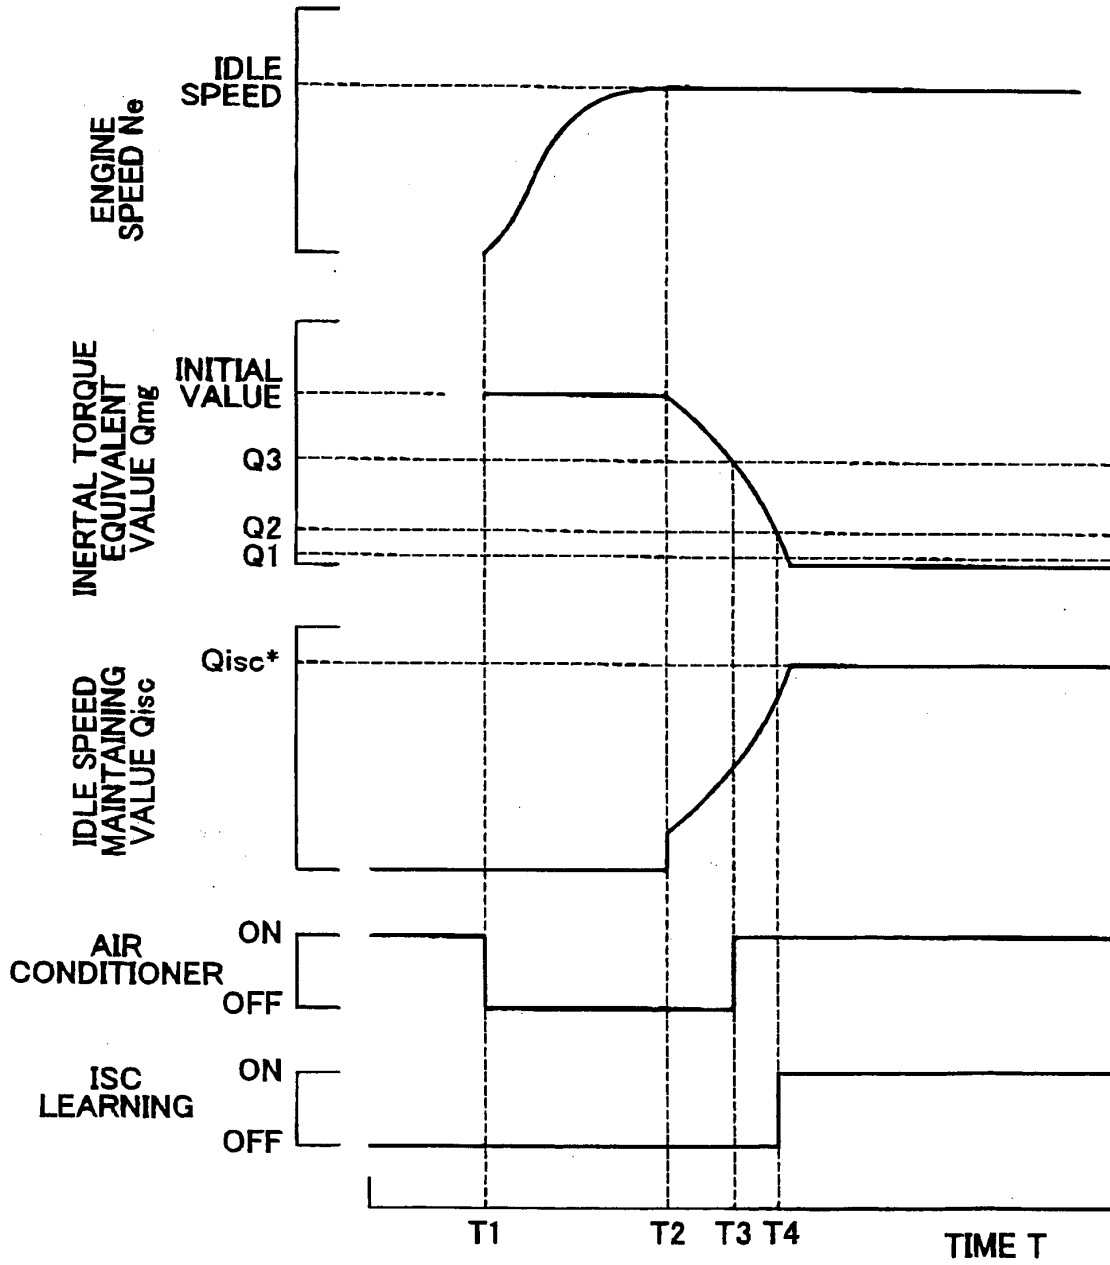 IDLE
SPEED
ENGINE
SPEED Ne
INITIAL
VALUE
Q3
Q2
Q1
INERTAL TORQUE
EQUIVALENT
VALUE Qmg
Qisc*
IDLE SPEED
MAINTAINING
VALUE Qisc
AIR
CONDITIONER
ON
OFF
ISC
LEARNING
ON
OFF
T1
T2
T3
T4
TIME T